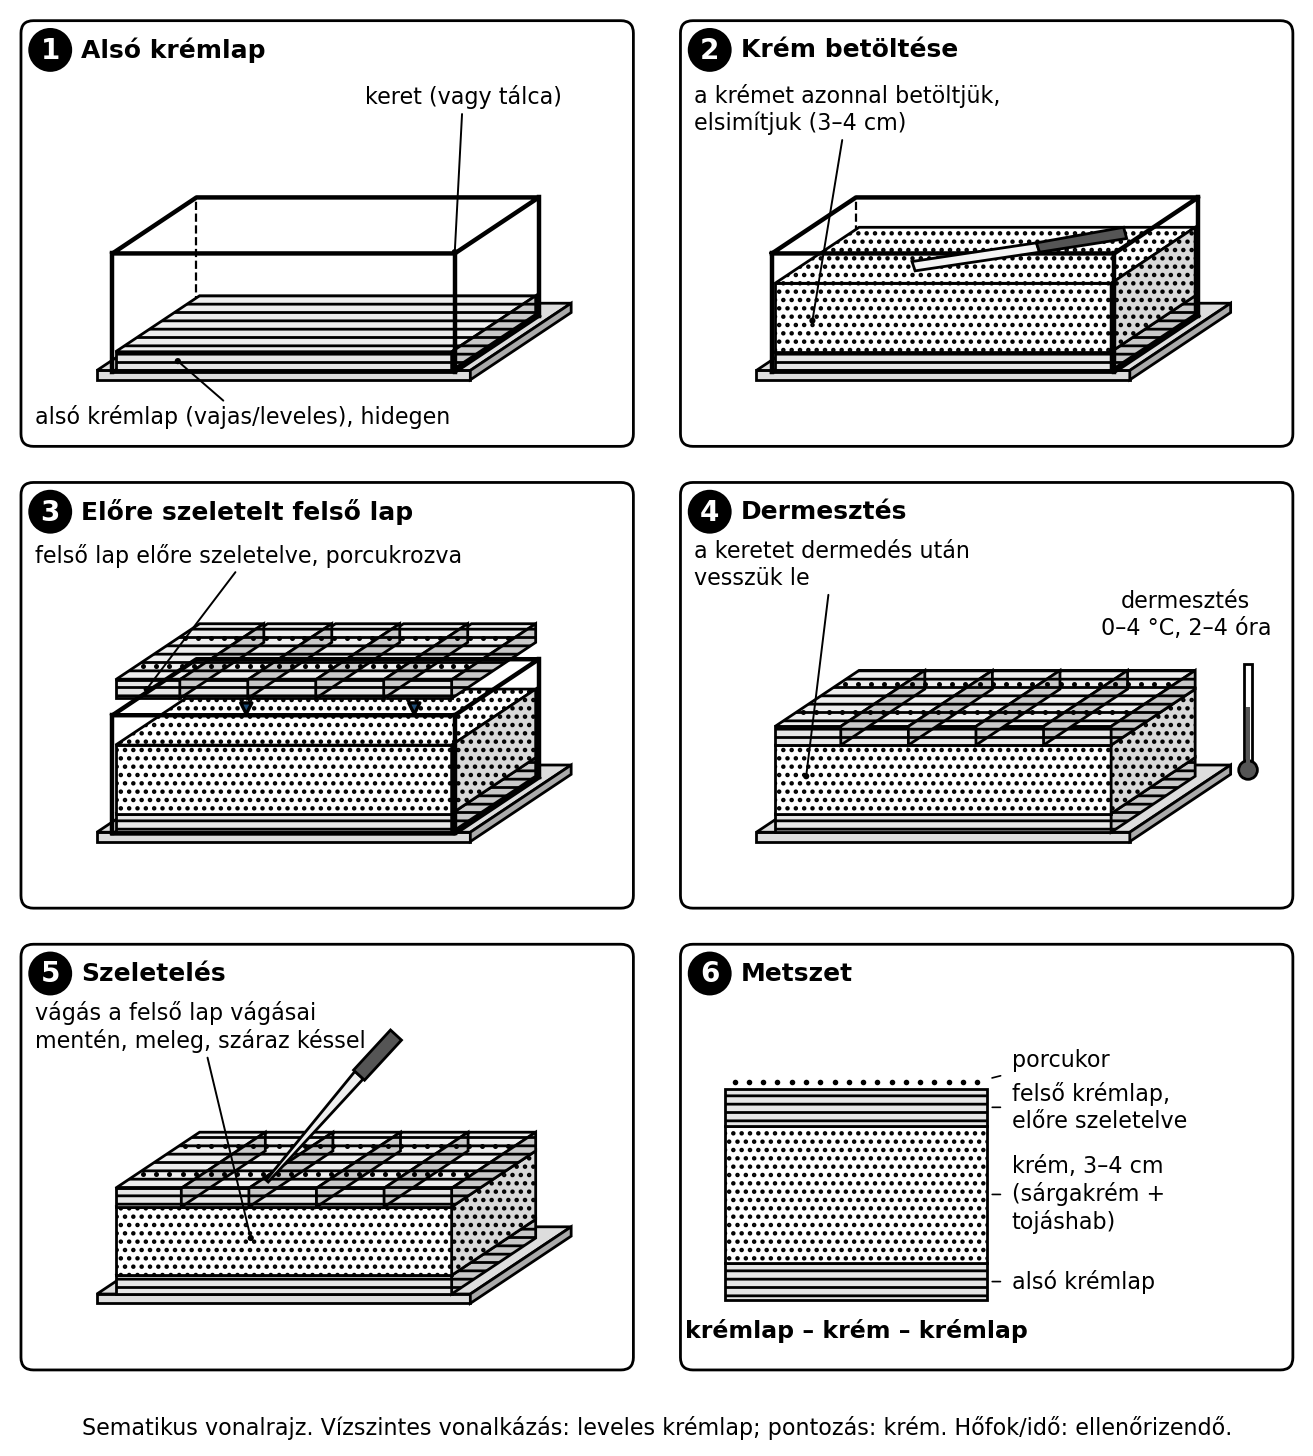 1 Alsó krémlap
keret (vagy tálca)
alsó krémlap (vajas/leveles), hidegen
2 Krém betöltése
a krémet azonnal betöltjük,
elsimítjuk (3–4 cm)
3 Előre szeletelt felső lap
felső lap előre szeletelve, porcukrozva
4 Dermesztés
a keretet dermedés után
vesszük le
dermesztés
0–4 °C, 2–4 óra
5 Szeletelés
vágás a felső lap vágásai
mentén, meleg, száraz késsel
6 Metszet
porcukor
felső krémlap,
előre szeletelve
krém, 3–4 cm
(sárgakrém +
tojáshab)
alsó krémlap
krémlap – krém – krémlap
Sematikus vonalrajz. Vízszintes vonalkázás: leveles krémlap; pontozás: krém. Hőfok/idő: ellenőrizendő.